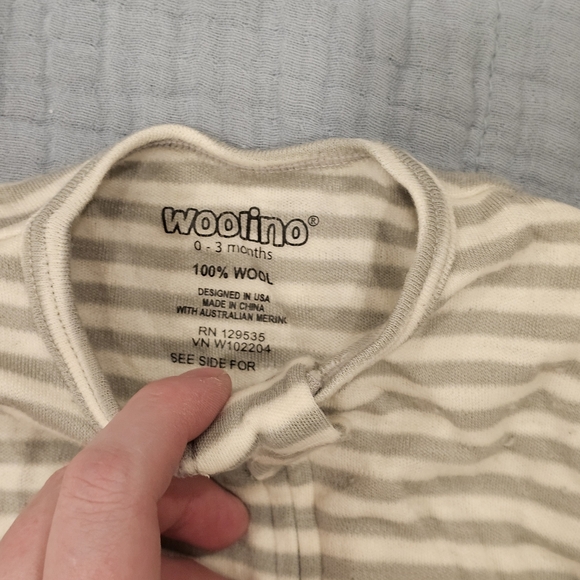 woolino®
0 - 3 months
100% WOOL
DESIGNED IN USA
MADE IN CHINA
WITH AUSTRALIAN MERINO
RN 129535
VN W102204
SEE SIDE FOR